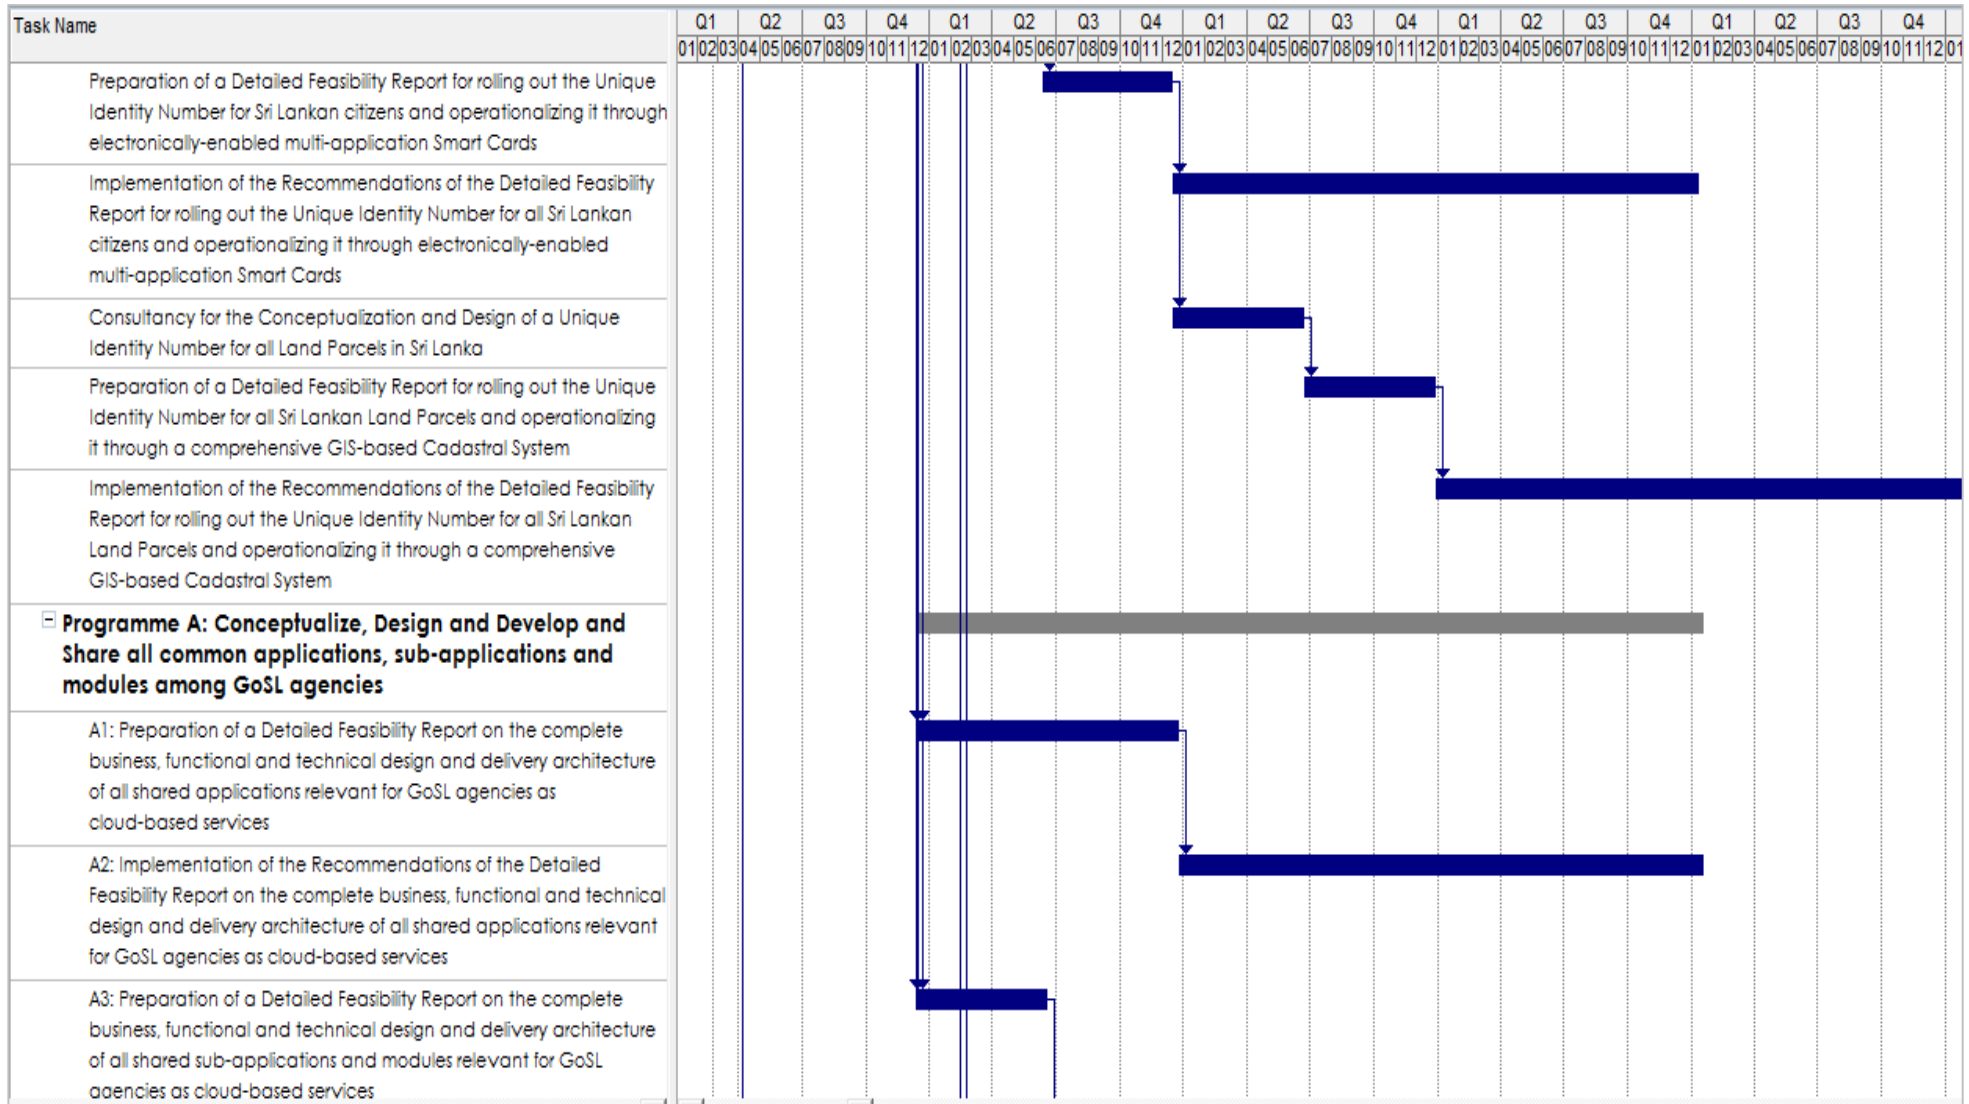 Task Name
Q1 Q2 Q3 Q4 Q1 Q2 Q3 Q4 Q1 Q2 Q3 Q4 Q1 Q2 Q3 Q4 Q1 Q2 Q3 Q4
01 02 03 04 05 06 07 08 09 10 11 12 01 02 03 04 05 06 07 08 09 10 11 12 01 02 03 04 05 06 07 08 09 10 11 12 01 02 03 04 05 06 07 08 09 10 11 12 01 02 03 04 05 06 07 08 09 10 11 12 01
Preparation of a Detailed Feasibility Report for rolling out the Unique
Identity Number for Sri Lankan citizens and operationalizing it through
electronically-enabled multi-application Smart Cards
Implementation of the Recommendations of the Detailed Feasibility
Report for rolling out the Unique Identity Number for all Sri Lankan
citizens and operationalizing it through electronically-enabled
multi-application Smart Cards
Consultancy for the Conceptualization and Design of a Unique
Identity Number for all Land Parcels in Sri Lanka
Preparation of a Detailed Feasibility Report for rolling out the Unique
Identity Number for all Sri Lankan Land Parcels and operationalizing
it through a comprehensive GIS-based Cadastral System
Implementation of the Recommendations of the Detailed Feasibility
Report for rolling out the Unique Identity Number for all Sri Lankan
Land Parcels and operationalizing it through a comprehensive
GIS-based Cadastral System
Programme A: Conceptualize, Design and Develop and
Share all common applications, sub-applications and
modules among GoSL agencies
A1: Preparation of a Detailed Feasibility Report on the complete
business, functional and technical design and delivery architecture
of all shared applications relevant for GoSL agencies as
cloud-based services
A2: Implementation of the Recommendations of the Detailed
Feasibility Report on the complete business, functional and technical
design and delivery architecture of all shared applications relevant
for GoSL agencies as cloud-based services
A3: Preparation of a Detailed Feasibility Report on the complete
business, functional and technical design and delivery architecture
of all shared sub-applications and modules relevant for GoSL
agencies as cloud-based services